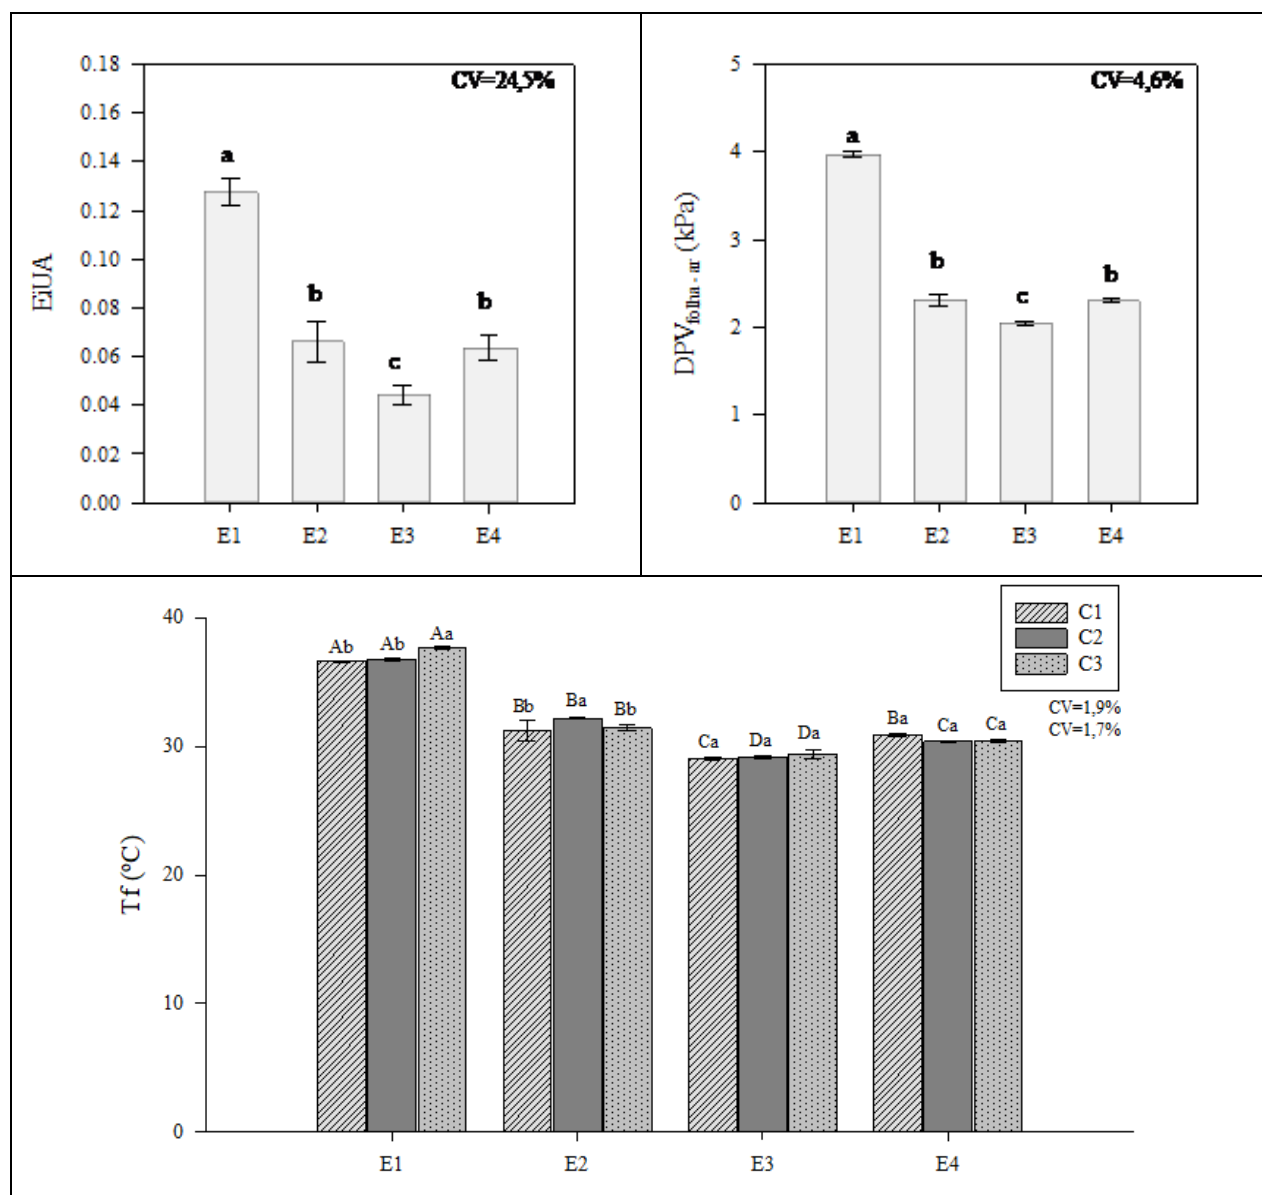 CV=24,5%
0.18
0.16
0.14
0.12
0.10
0.08
0.06
0.04
0.02
0.00
EiUA
a
b
c
b
E1 E2 E3 E4
CV=4,6%
5
4
3
2
1
0
DPV folha - ar (kPa)
a
b
c
b
E1 E2 E3 E4
C1
C2
C3
CV=1,9%
CV=1,7%
40
30
20
10
0
Tf (ºC)
Ab Ab Aa
Bb Ba Bb
Ca Da Da
Ba Ca Ca
E1 E2 E3 E4